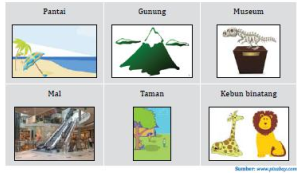 Pantai
Gunung
Museum
Mal
Taman
Kebun binatang
Sumber: www.pixabay.com